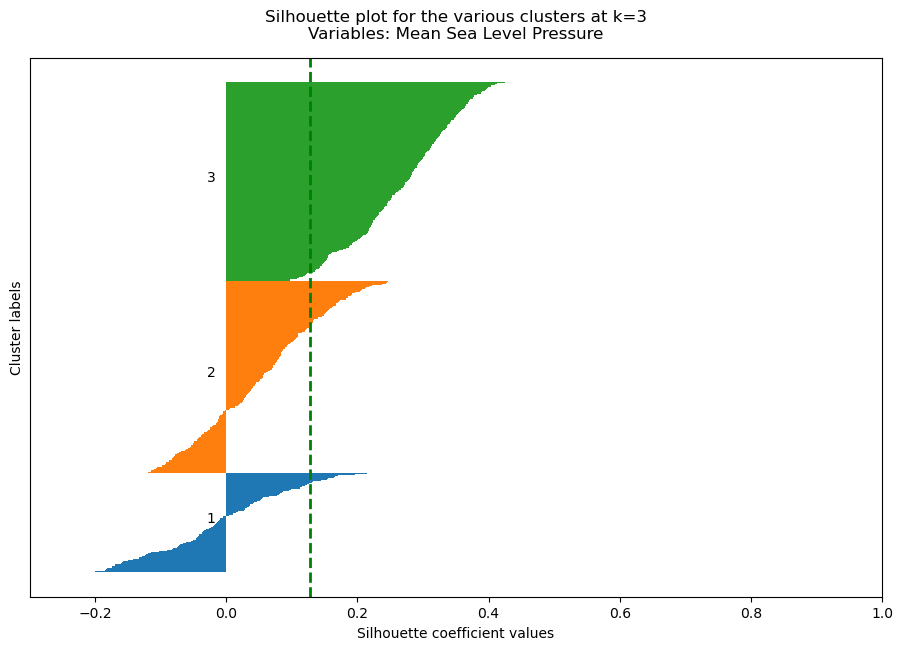 Silhouette plot for the various clusters at k=3
Variables: Mean Sea Level Pressure
Cluster labels
3
2
1
−0.2
0.0
0.2
0.4
0.6
0.8
1.0
Silhouette coefficient values